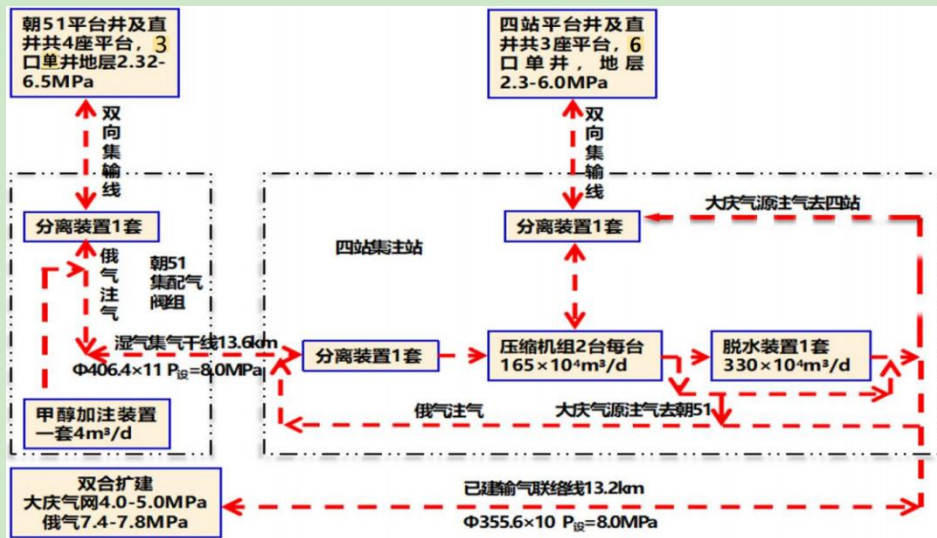 朝51平台井及直
井共4座平台，3
口单井地层2.32-
6.5MPa
四站平台井及直
井共3座平台，6
口单井，地层
2.3-6.0MPa
双向集输线
双向集输线
大庆气源注气去四站
分离装置1套
分离装置1套
四站集注站
俄气注气
朝51
集配气
阀组
湿气集气干线13.6km
Φ406.4×11 P设=8.0MPa
分离装置1套
压缩机组2台每台
165×10⁴m³/d
脱水装置1套
330×10⁴m³/d
俄气注气
大庆气源注气去朝51
甲醇加注装置
一套4m³/d
双合扩建
大庆气网4.0-5.0MPa
俄气7.4-7.8MPa
已建输气联络线13.2km
Φ355.6×10 P设=8.0MPa